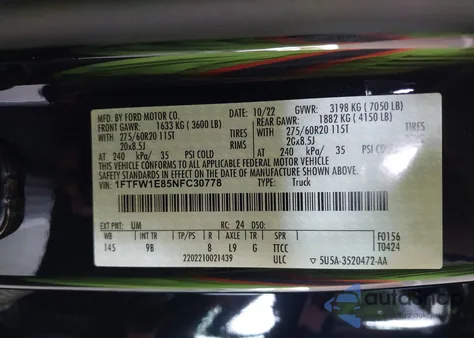 MFD. BY FORD MOTOR CO.
10/22 GVWR: 3198 KG ( 7050 LB)
FRONT GAWR: 1633 KG ( 3600 LB) REAR GAWR: 1882 KG ( 4150 LB)
275/60R20 115T TIRES 275/60R20 115T TIRES
20x8.5J RIMS 20x8.5J
AT 240 kPa/ 35 PSI COLD AT 240 kPa/ 35
THIS VEHICLE CONFORMS TO ALL APPLICABLE FEDERAL MOTOR VEHICLE
SAFETY STANDARDS IN EFFECT ON THE DATE OF MANUFACTURE SHOWN ABOVE.
VIN: 1FTFW1E85NFC30778 TYPE: Truck
EXT PNT: UM RC: 24 DSO:
WB INT TR TP/PS R AXLE TR SPR F0156
145 9B 8 L9 G TTCC T0424
2202210021439 ULC 5U5A-3520472-AA
autoshop